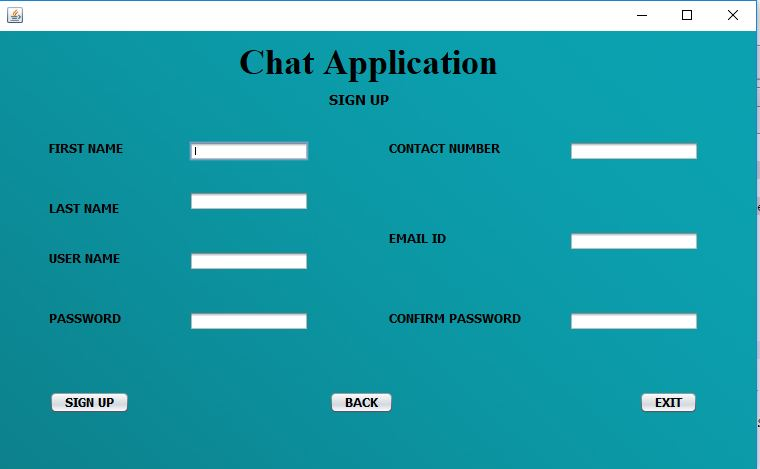 Chat Application
SIGN UP
FIRST NAME
CONTACT NUMBER
LAST NAME
EMAIL ID
USER NAME
PASSWORD
CONFIRM PASSWORD
SIGN UP
BACK
EXIT